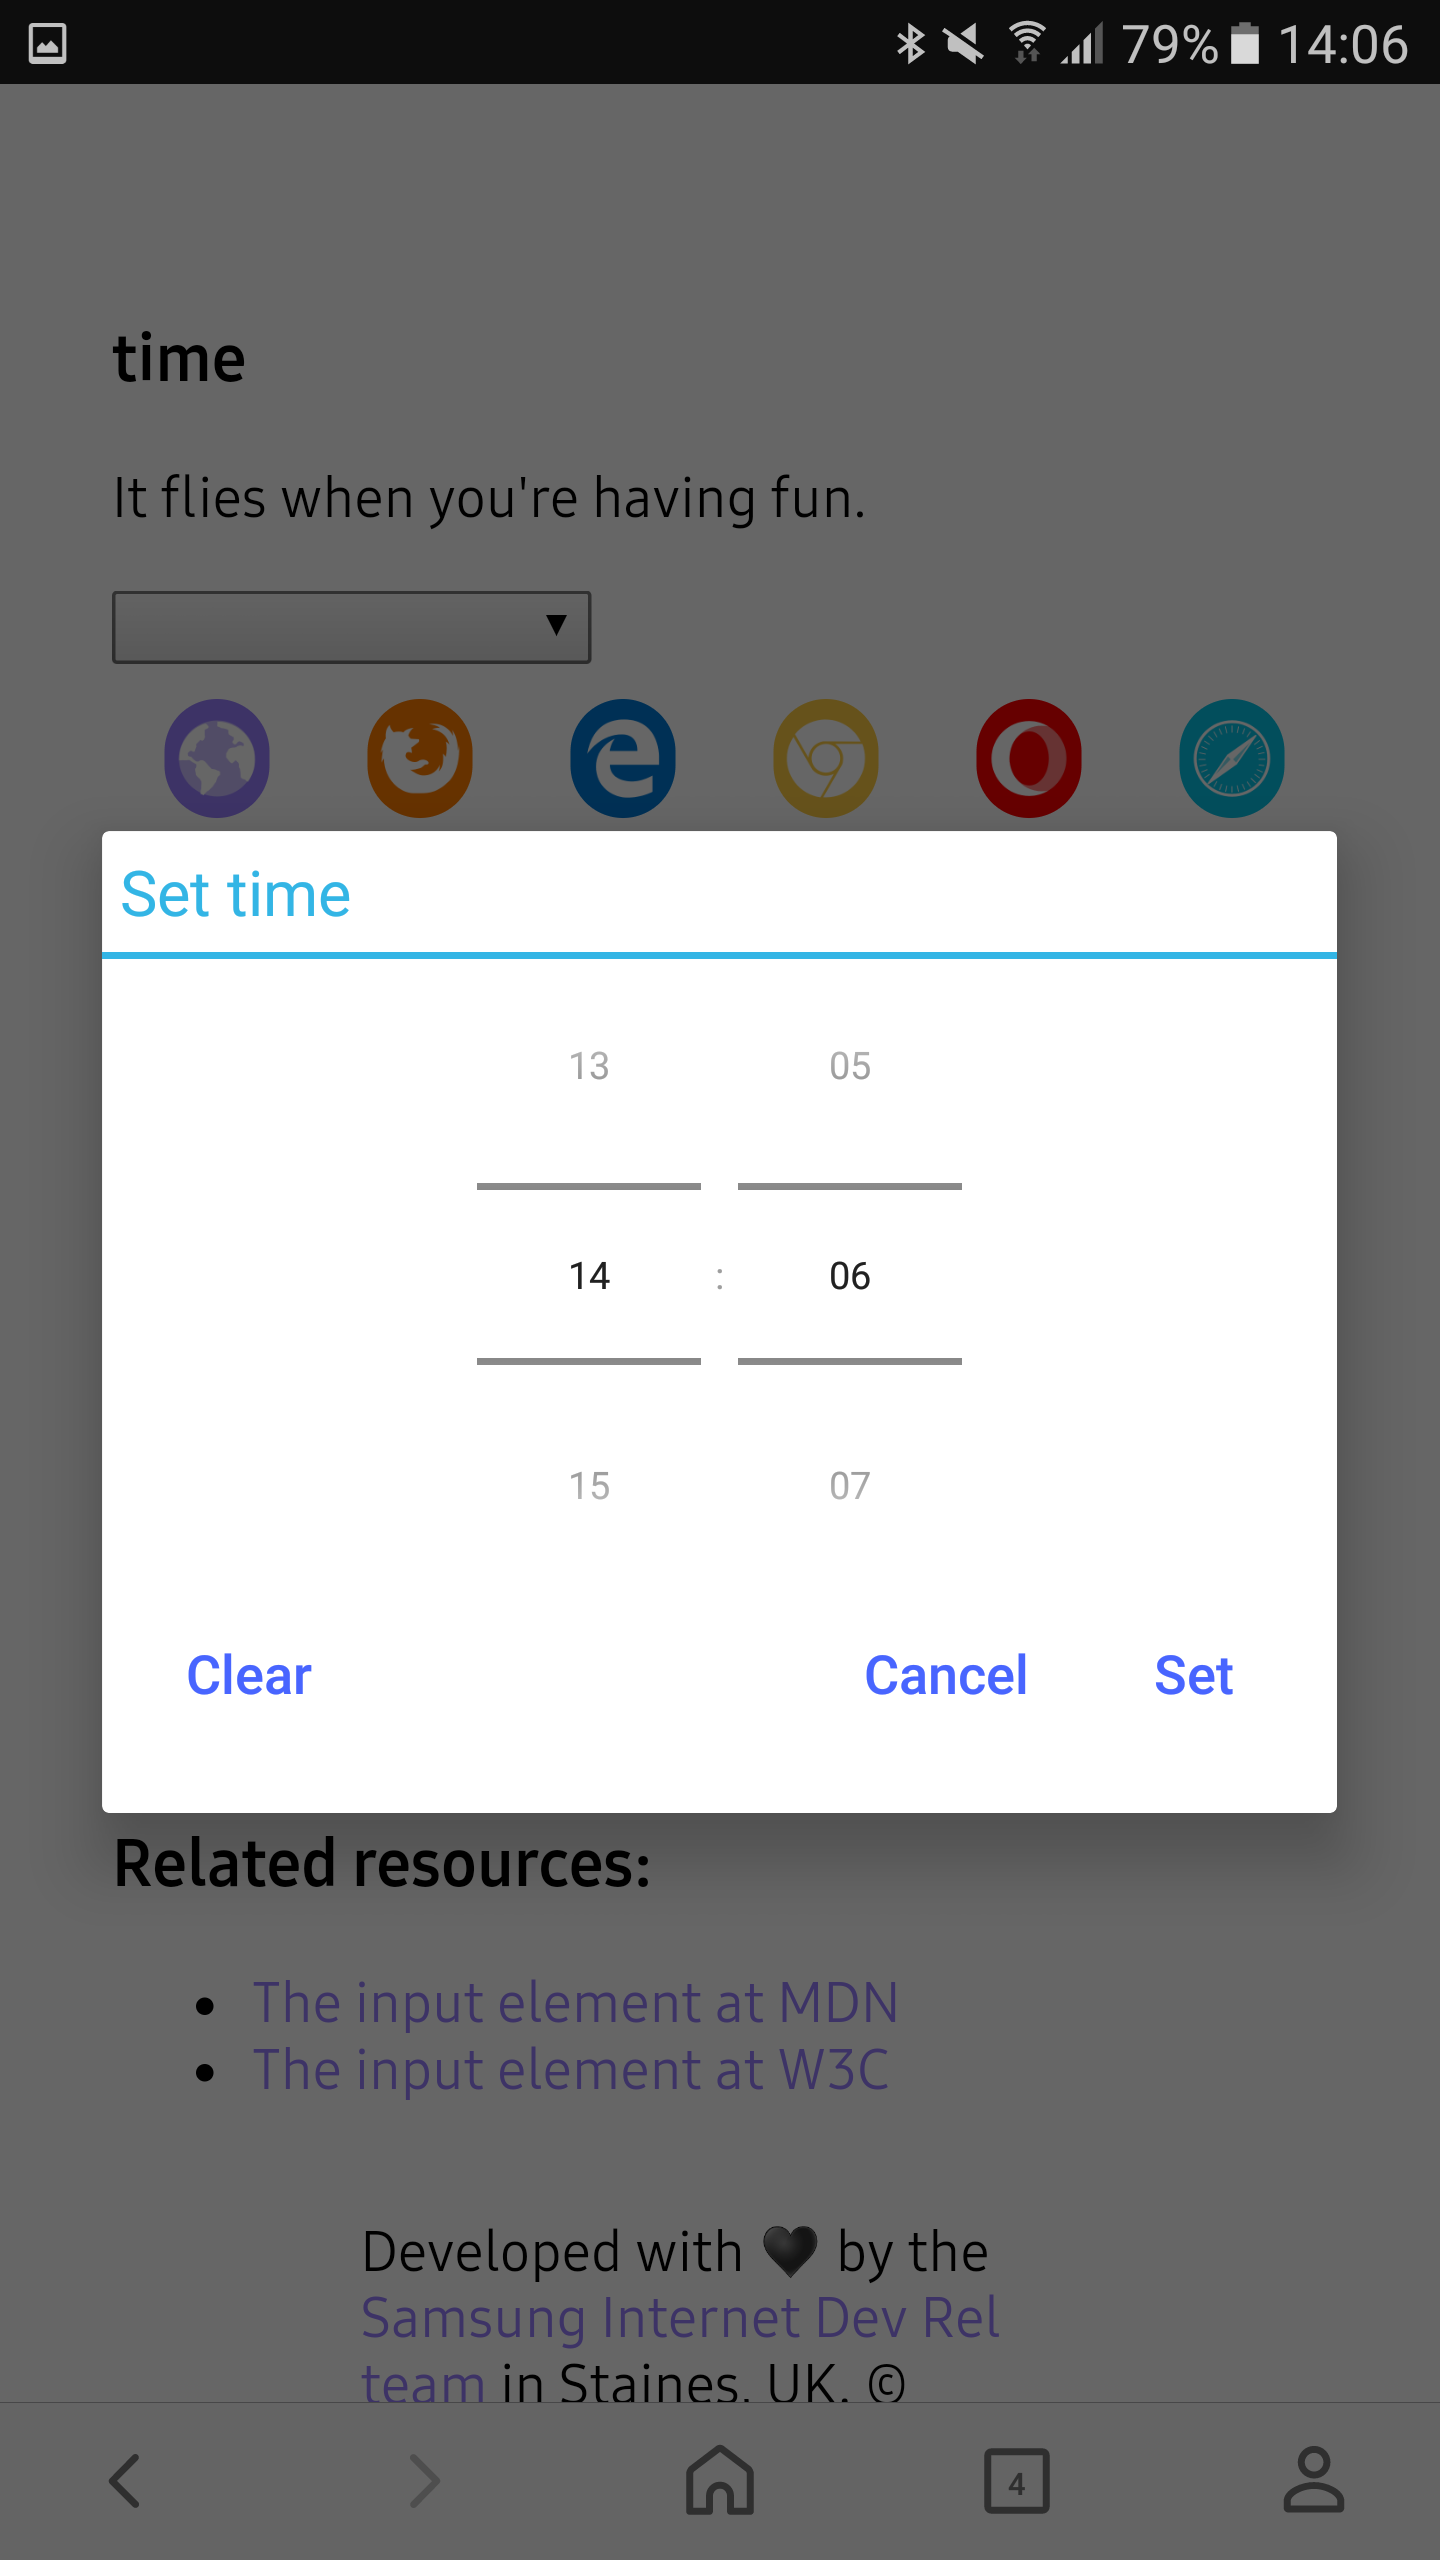 79% 14:06
time
It flies when you're having fun.
Set time
13 05
14 : 06
15 07
Clear Cancel Set
Related resources:
• The input element at MDN
• The input element at W3C
Developed with 🖤 by the
Samsung Internet Dev Rel
team in Staines, UK. ©
4